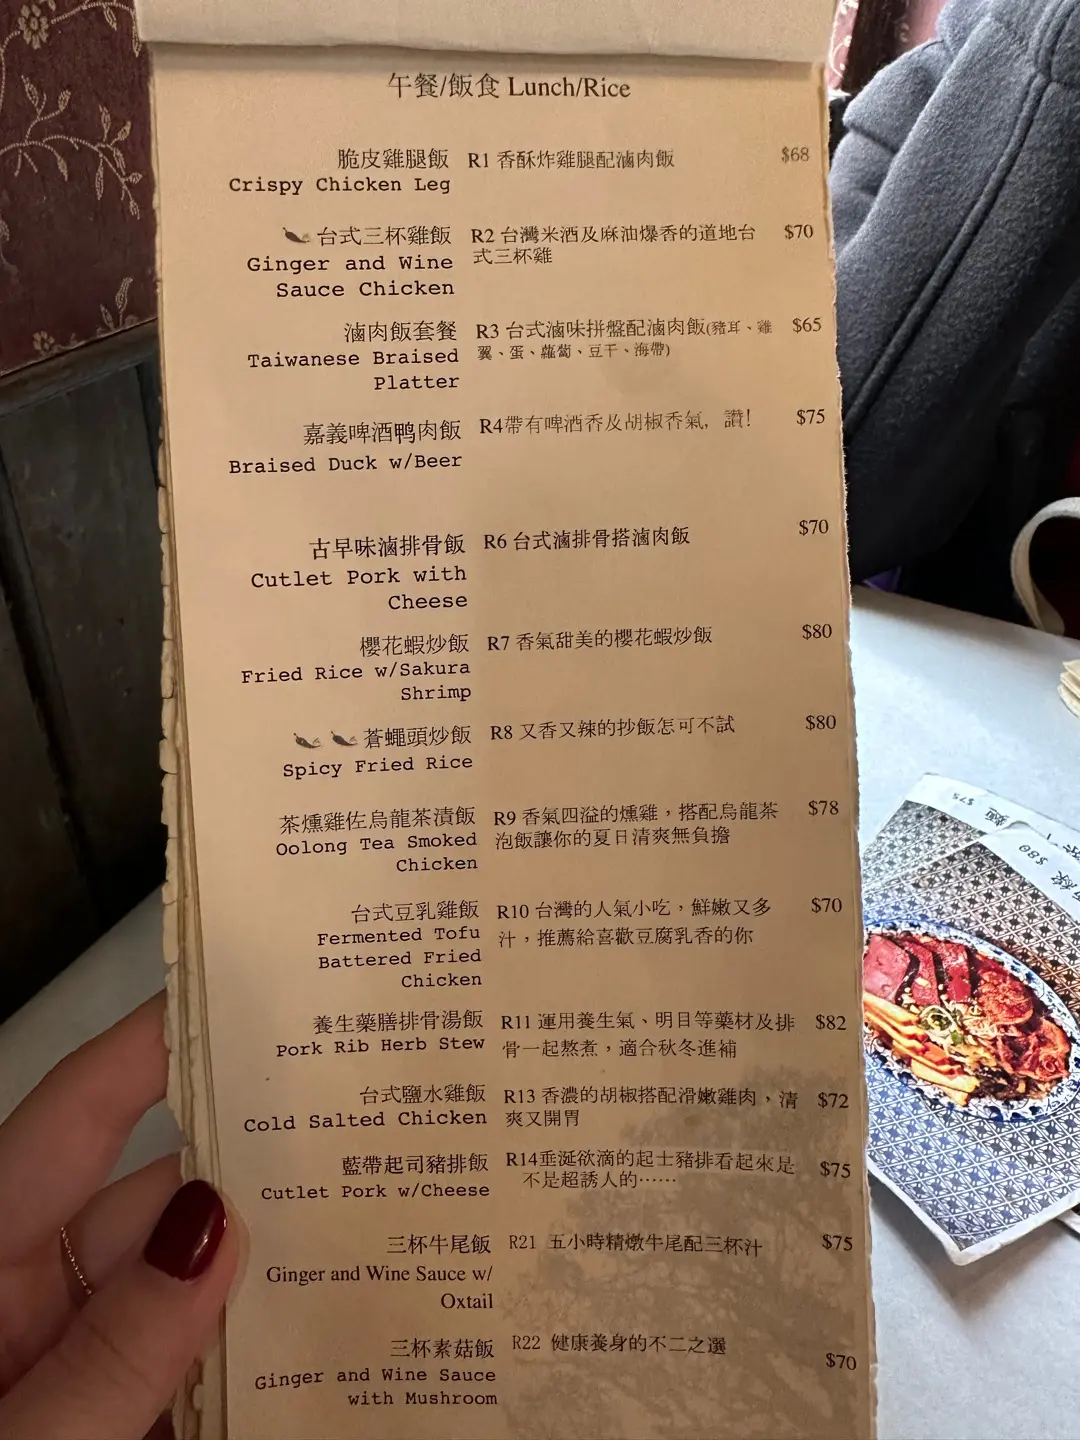 午餐/飯食 Lunch/Rice
脆皮雞腿飯 R1 香酥炸雞腿配滷肉飯 $68
Crispy Chicken Leg
台式三杯雞飯 R2 台灣米酒及麻油爆香的道地台 $70
Ginger and Wine 式三杯雞
Sauce Chicken
滷肉飯套餐 R3 台式滷味拼盤配滷肉飯(豬耳、雞 $65
Taiwanese Braised 翼、蛋、蘿蔔、豆干、海帶)
Platter
嘉義啤酒鸭肉飯 R4帶有啤酒香及胡椒香氣, 讚! $75
Braised Duck w/Beer
古早味滷排骨飯 R6 台式滷排骨搭滷肉飯 $70
Cutlet Pork with
Cheese
櫻花蝦炒飯 R7 香氣甜美的櫻花蝦炒飯 $80
Fried Rice w/Sakura
Shrimp
蒼蠅頭炒飯 R8 又香又辣的抄飯怎可不試 $80
Spicy Fried Rice
茶燻雞佐烏龍茶漬飯 R9 香氣四溢的燻雞，搭配烏龍茶 $78
Oolong Tea Smoked 泡飯讓你的夏日清爽無負擔
Chicken
台式豆乳雞飯 R10 台灣的人氣小吃，鮮嫩又多 $70
Fermented Tofu 汁，推薦給喜歡豆腐乳香的你
Battered Fried
Chicken
養生藥膳排骨湯飯 R11 運用養生氣、明目等藥材及排 $82
Pork Rib Herb Stew 骨一起熬煮，適合秋冬進補
台式鹽水雞飯 R13 香濃的胡椒搭配滑嫩雞肉，清 $72
Cold Salted Chicken 爽又開胃
藍帶起司豬排飯 R14垂涎欲滴的起士豬排看起來是 $75
Cutlet Pork w/Cheese 不是超誘人的⋯⋯
三杯牛尾飯 R21 五小時精燉牛尾配三杯汁 $75
Ginger and Wine Sauce w/
Oxtail
三杯素菇飯 R22 健康養身的不二之選 $70
Ginger and Wine Sauce
with Mushroom
$75
$80